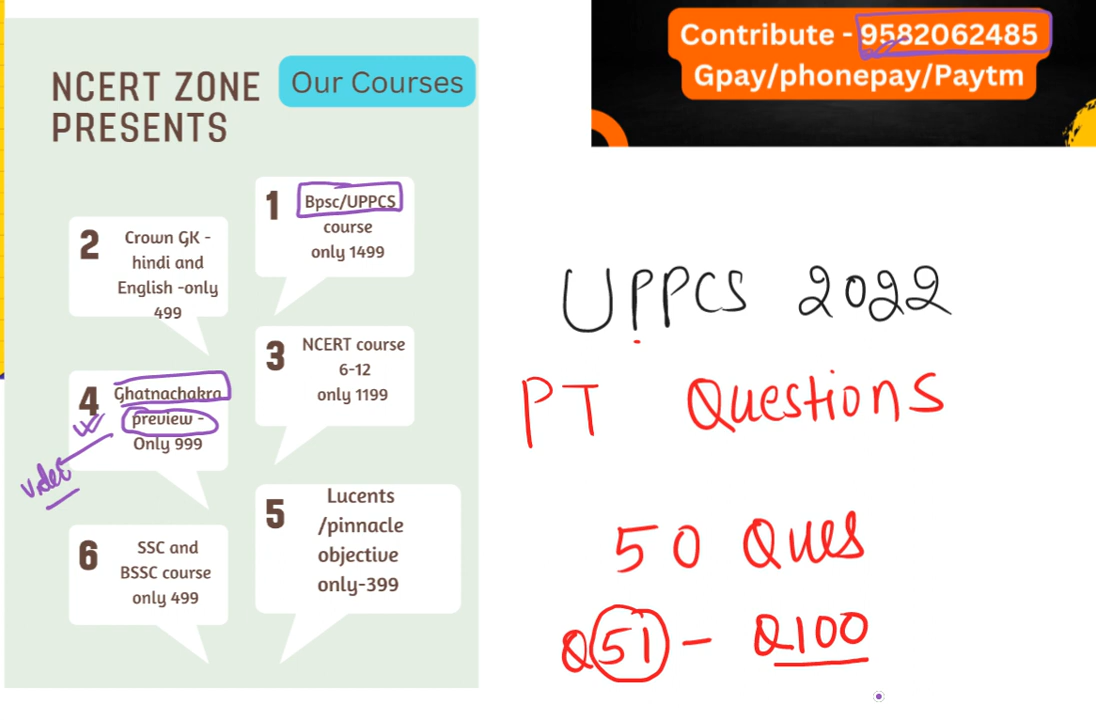 NCERT ZONE
PRESENTS
Our Courses
1
Bpsc/UPPCS
course
only 1499
2
Crown GK -
hindi and
English -only
499
3
NCERT course
6-12
only 1199
4
Ghatnachakra
preview -
Only 999
5
Lucents
/pinnacle
objective
only-399
6
SSC and
BSSC course
only 499
Contribute - 9582062485
Gpay/phonepay/Paytm
UPPCS 2022
PT Questions
50 Ques
Q51 - Q100